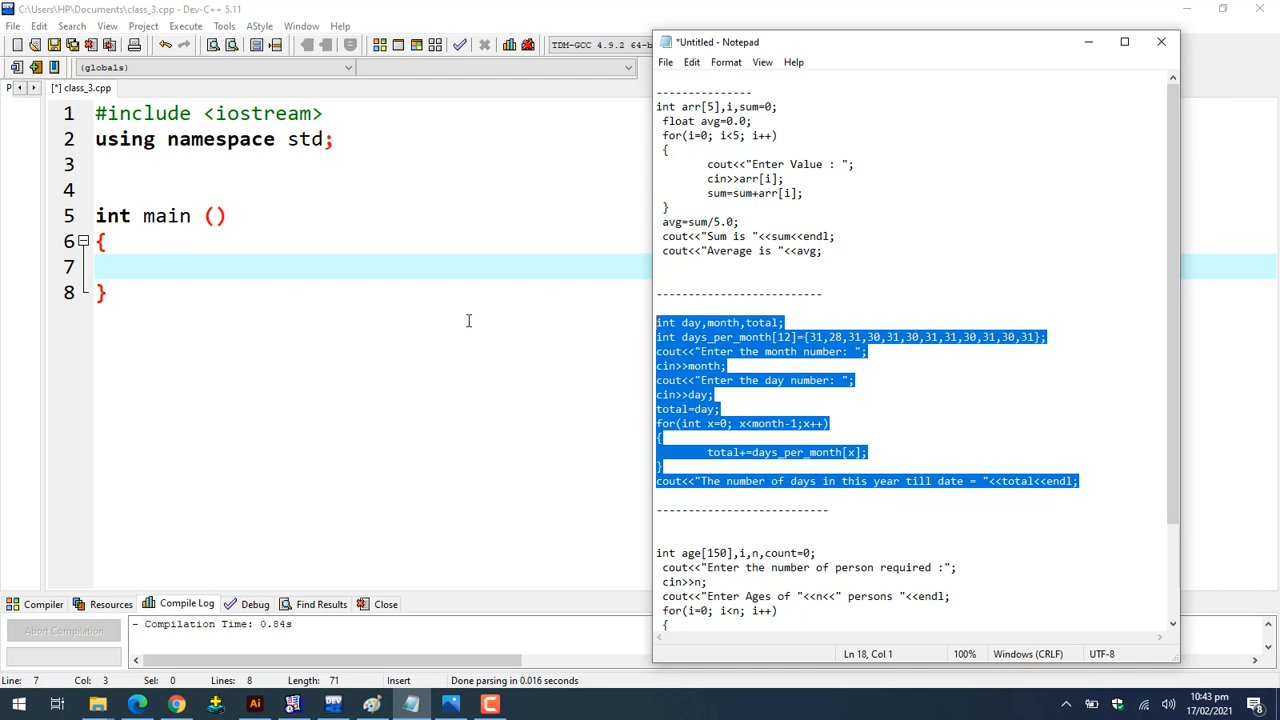 C:\Users\HP\Documents\class_3.cpp - Dev-C++ 5.11
File Edit Search View Project Execute Tools AStyle Window Help
TDM-GCC 4.9.2 64-b
(globals)
P
[*] class_3.cpp
1 #include <iostream>
2 using namespace std;
3
4
5 int main ()
6 {
7
8 }
*Untitled - Notepad
File Edit Format View Help
---------------
int arr[5],i,sum=0;
float avg=0.0;
for(i=0; i<5; i++)
{
cout<<"Enter Value : ";
cin>>arr[i];
sum=sum+arr[i];
}
avg=sum/5.0;
cout<<"Sum is "<<sum<<endl;
cout<<"Average is "<<avg;
--------------------------
int day,month,total;
int days_per_month[12]={31,28,31,30,31,30,31,31,30,31,30,31};
cout<<"Enter the month number: ";
cin>>month;
cout<<"Enter the day number: ";
cin>>day;
total=day;
for(int x=0; x<month-1;x++)
{
total+=days_per_month[x];
}
cout<<"The number of days in this year till date = "<<total<<endl;
---------------------------
int age[150],i,n,count=0;
cout<<"Enter the number of person required :";
cin>>n;
cout<<"Enter Ages of "<<n<<" persons "<<endl;
for(i=0; i<n; i++)
{
Ln 18, Col 1 100% Windows (CRLF) UTF-8
Compiler Resources Compile Log Debug Find Results Close
Abort Compilation
- Compilation Time: 0.84s
Line: 7 Col: 3 Sel: 0 Lines: 8 Length: 71 Insert Done parsing in 0.016 seconds
10:43 pm
17/02/2021
8